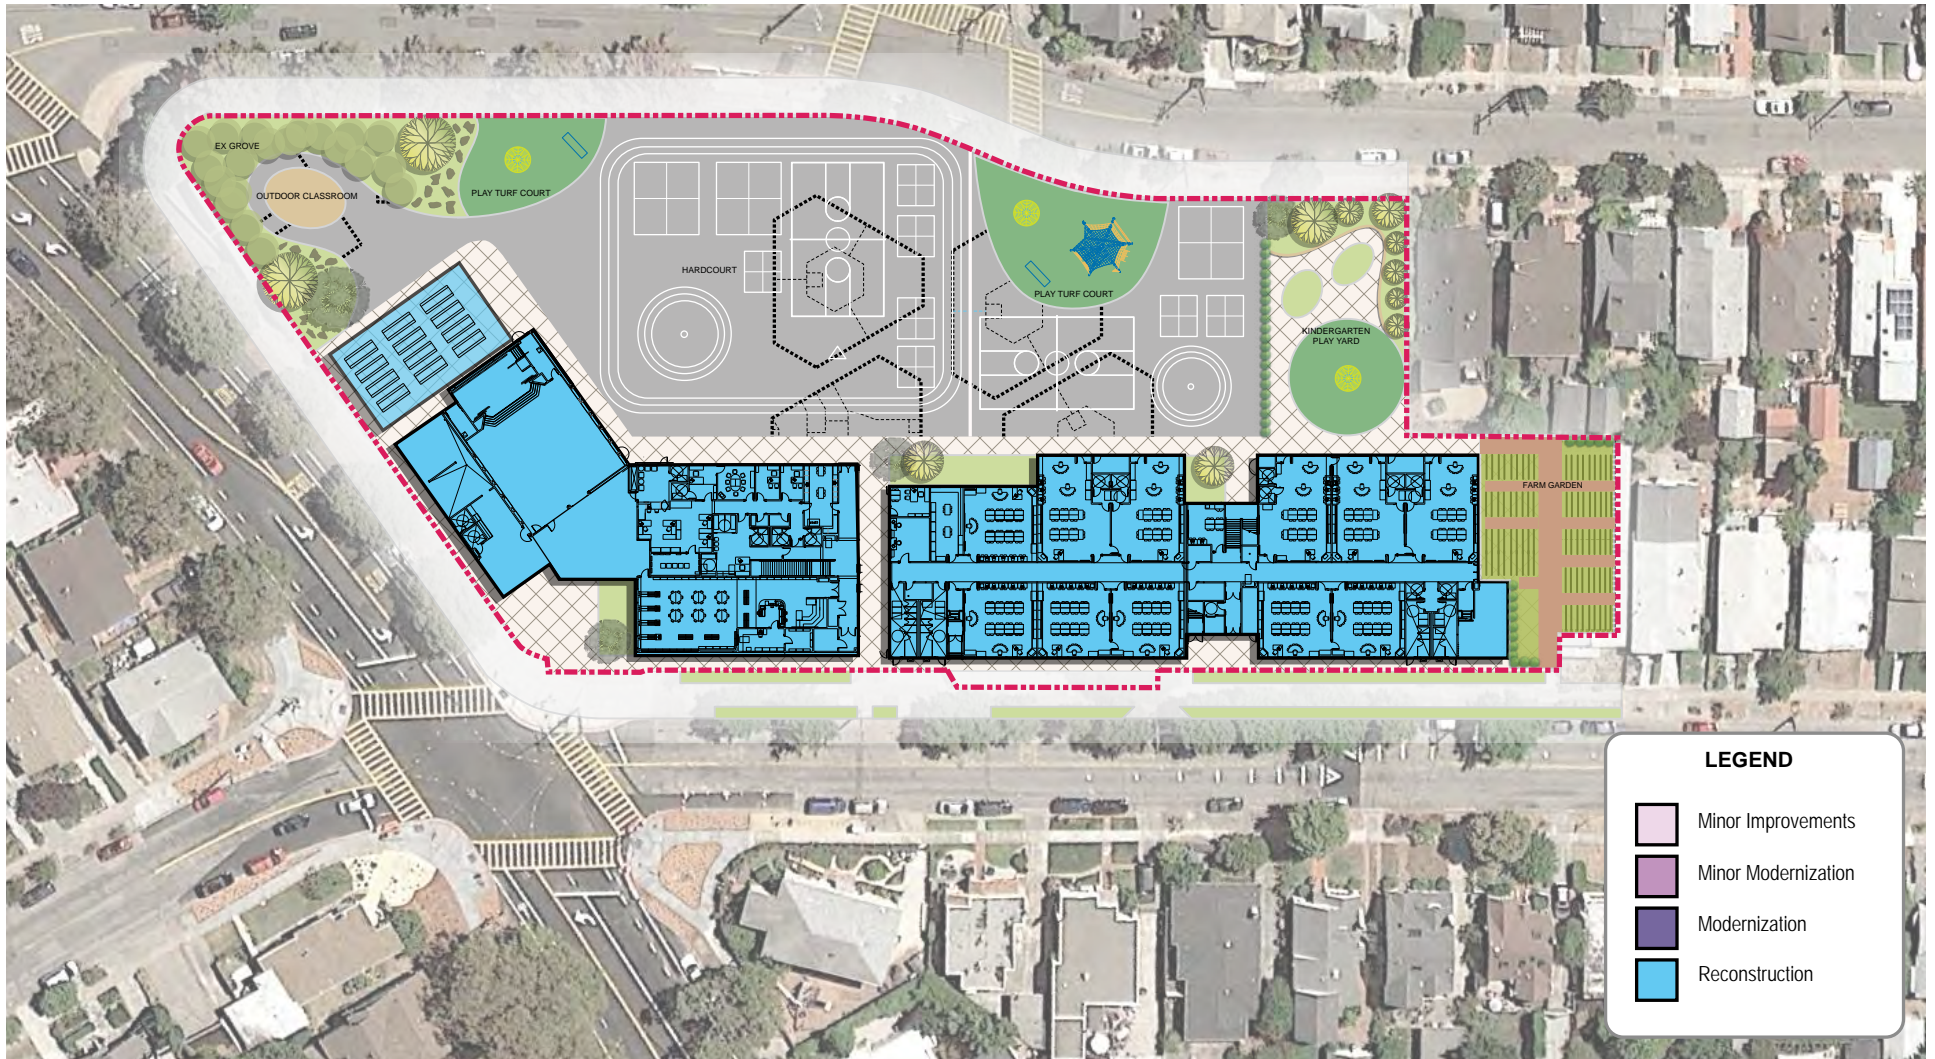 EX GROVE
OUTDOOR CLASSROOM
PLAY TURF COURT
HARDCOURT
PLAY TURF COURT
KINDERGARTEN
PLAY YARD
FARM GARDEN
LEGEND
Minor Improvements
Minor Modernization
Modernization
Reconstruction